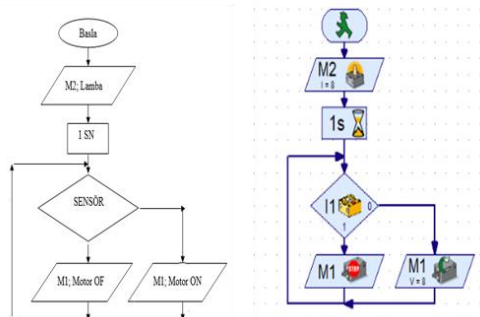 Basla
M2; Lamba
1 SN
SENSÖR
M1; Motor OF
M1; Motor ON
M2
I = 8
1s
I1
0
1
M1
STOP
M1
V = 8